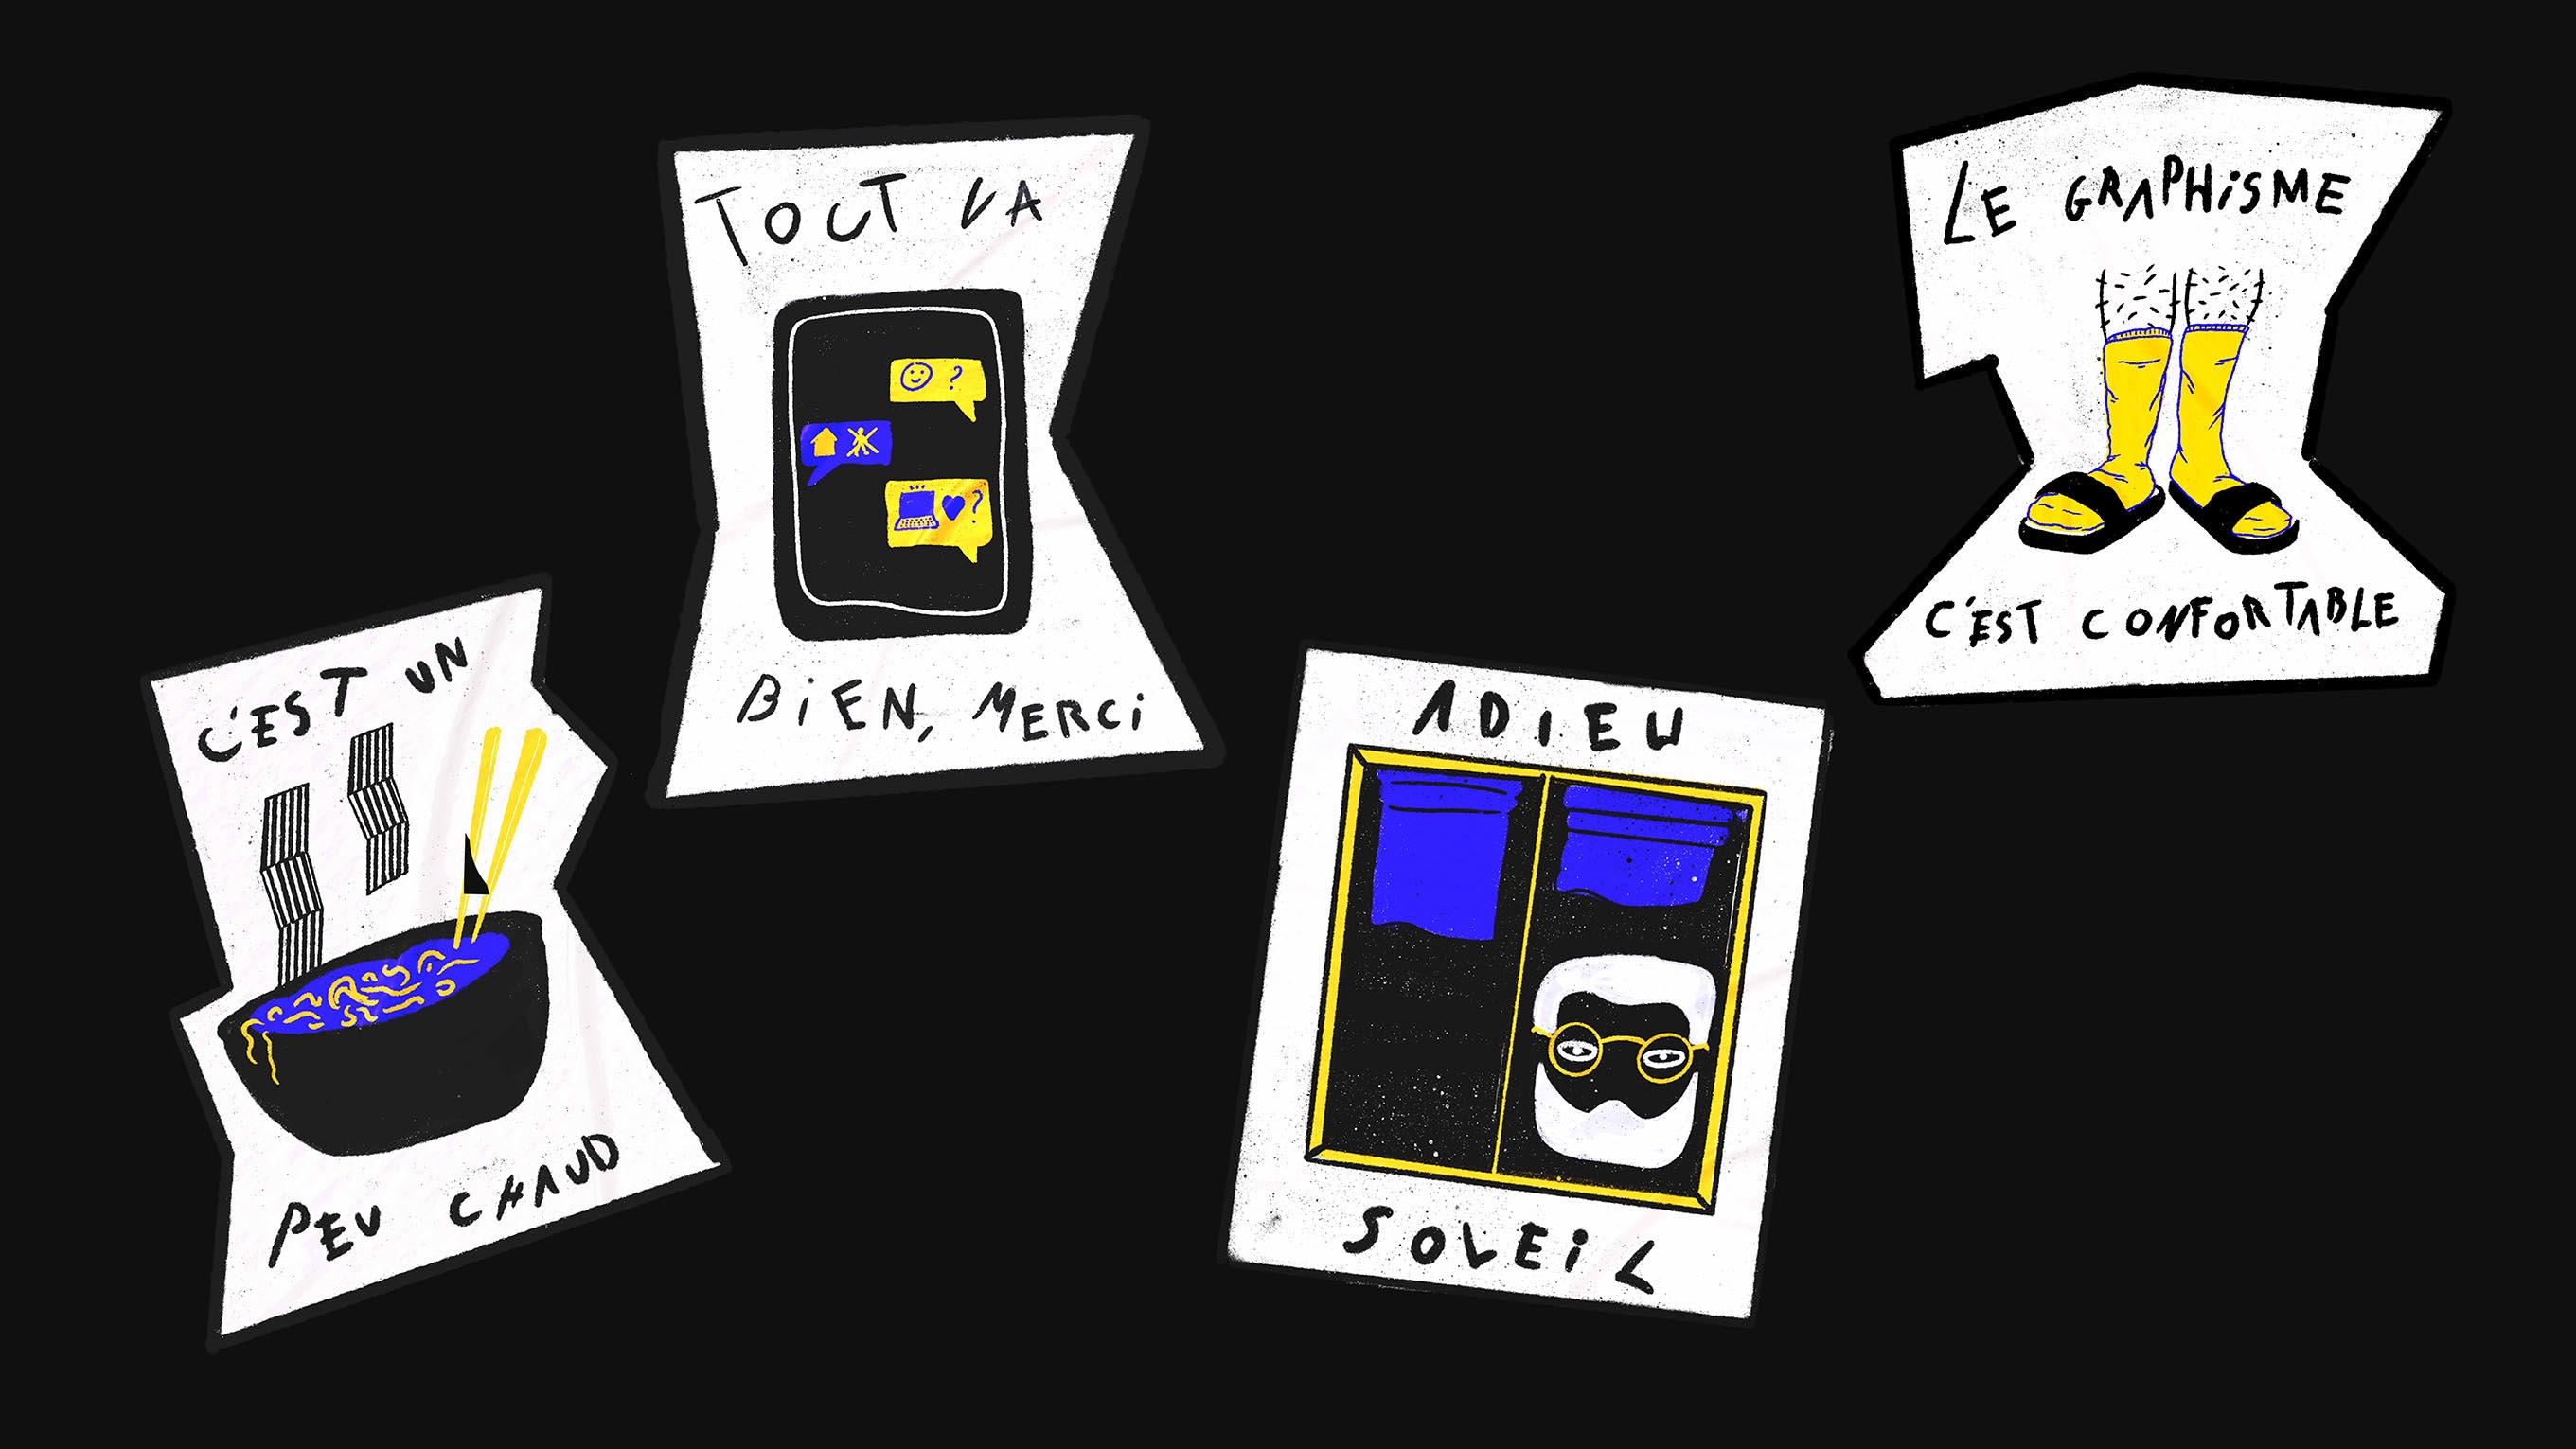 TOUT VA
BiEN, MERCi
LE GRAPHiSME
C'EST CONFORTABLE
C'EST UN
PEU CHAUD
ADIEU
SOLEiL